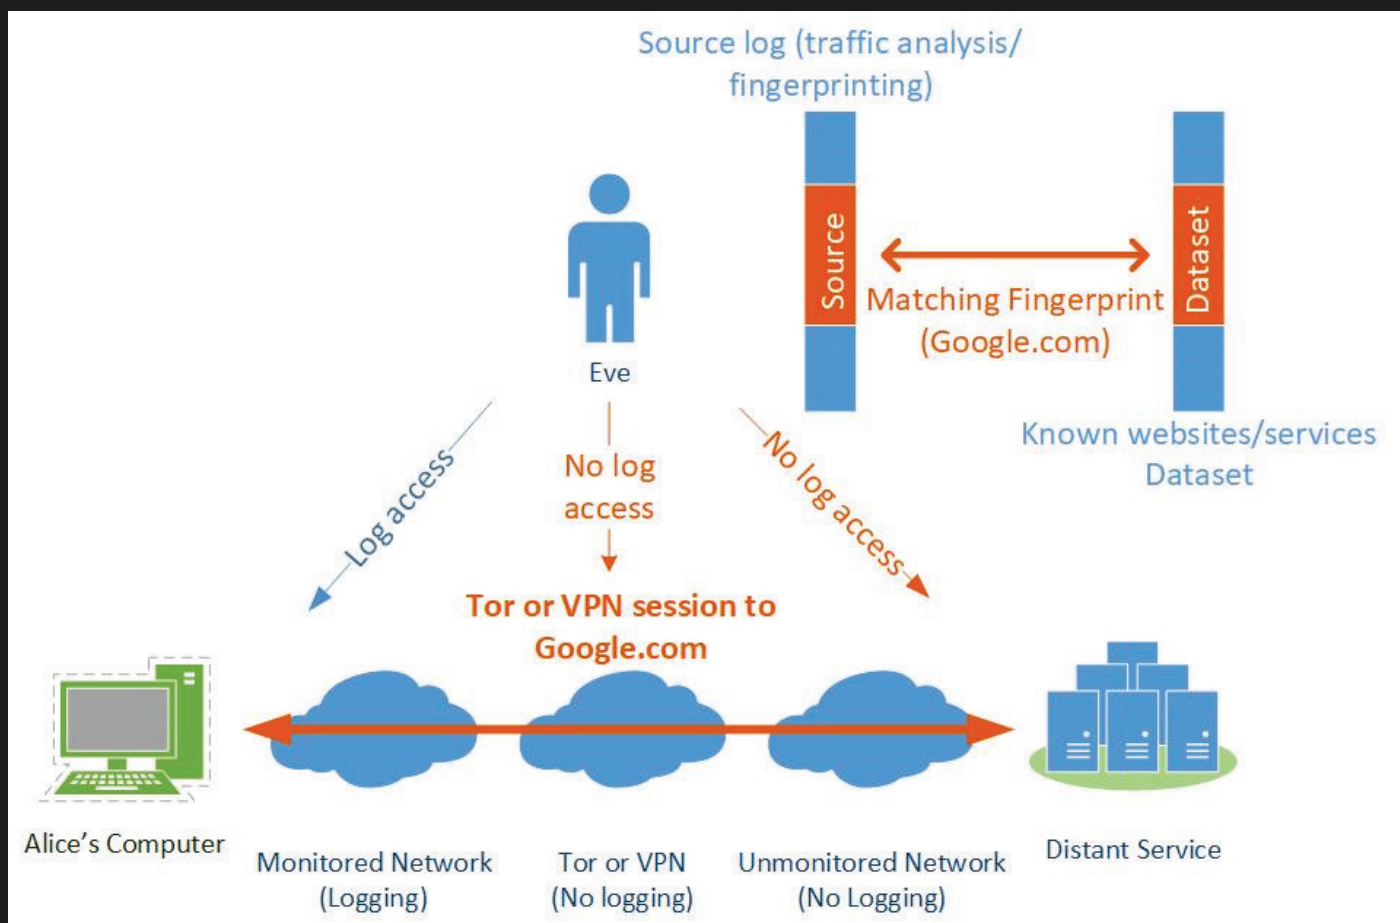 Source log (traffic analysis/
fingerprinting)
Source
Dataset
Matching Fingerprint
(Google.com)
Known websites/services
Dataset
Eve
Log access
No log
access
No log access
Tor or VPN session to
Google.com
Alice's Computer
Monitored Network
(Logging)
Tor or VPN
(No logging)
Unmonitored Network
(No Logging)
Distant Service